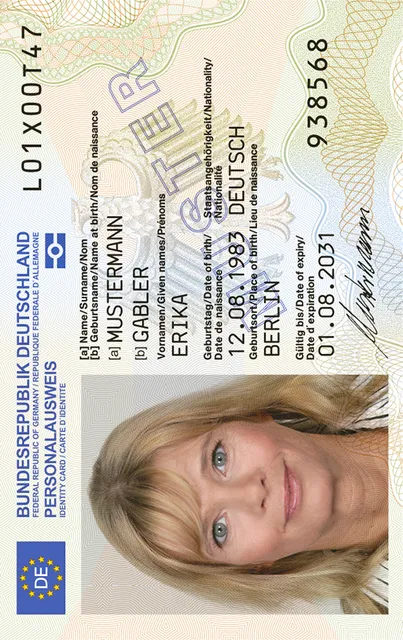 DE
BUNDESREPUBLIK DEUTSCHLAND
FEDERAL REPUBLIC OF GERMANY / REPUBLIQUE FEDERALE D'ALLEMAGNE
PERSONALAUSWEIS
IDENTITY CARD / CARTE D'IDENTITÉ
L01X00T47
[a] Name/Surname/Nom
[b] Geburtsname/Name at birth/Nom de naissance
[a] MUSTERMANN
[b] GABLER
Vornamen/Given names/Prénoms
ERIKA
Geburtstag/Date of birth/ Staatsangehörigkeit/Nationality/
Date de naissance Nationalité
12.08.1983 DEUTSCH
Geburtsort/Place of birth/Lieu de naissance
BERLIN
Gültig bis/Date of expiry/
Date d'expiration
01.08.2031
938568
MUSTER
Mustermann